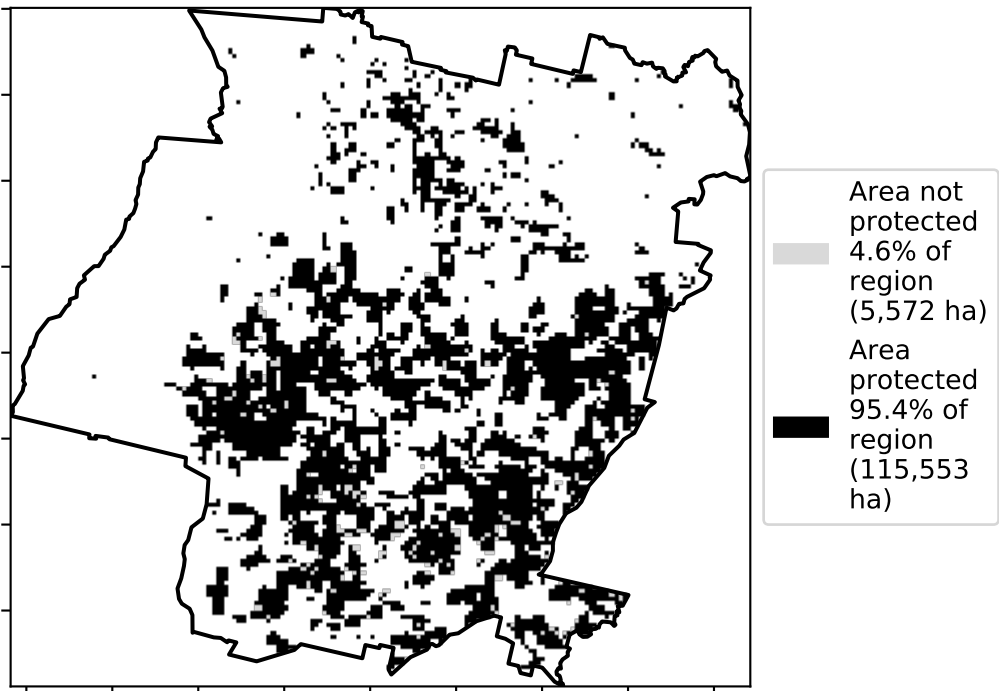 Area not
protected
4.6% of
region
(5,572 ha)
Area
protected
95.4% of
region
(115,553
ha)